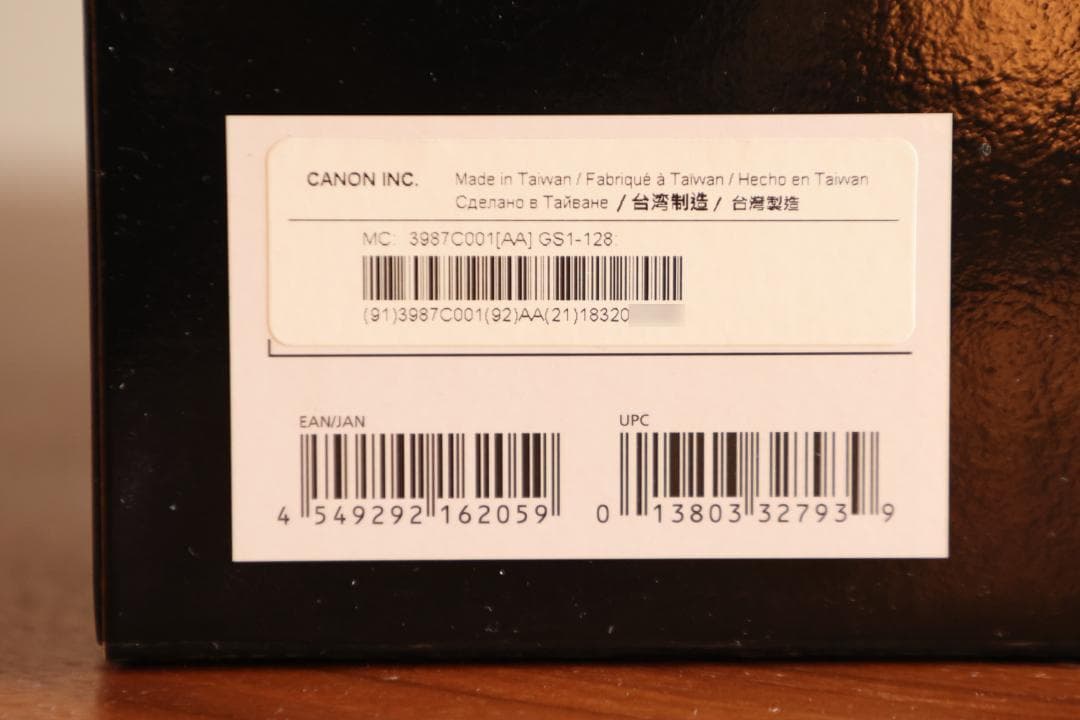 CANON INC. Made in Taiwan / Fabriqué à Taïwan / Hecho en Taiwan
Сделано в Тайване / 台湾制造 / 台灣製造
MC: 3987C001[AA] GS1-128:
(91)3987C001(92)AA(21)18320
EAN/JAN UPC
4 549292 162059 0 13803 32793 9